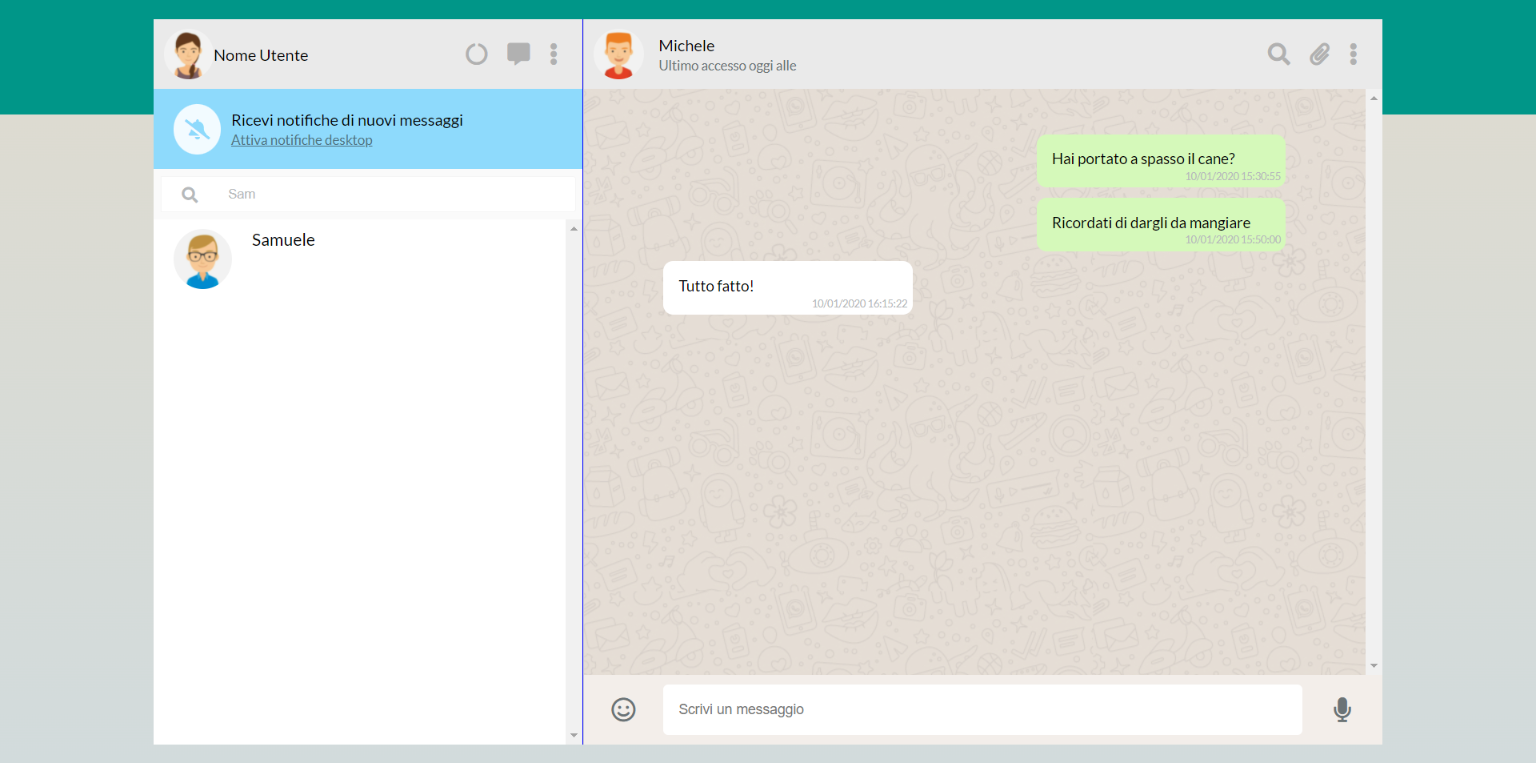 Nome Utente
Ricevi notifiche di nuovi messaggi
Attiva notifiche desktop
Sam
Samuele
Michele
Ultimo accesso oggi alle
Hai portato a spasso il cane?
10/01/2020 15:30:55
Ricordati di dargli da mangiare
10/01/2020 15:50:00
Tutto fatto!
10/01/2020 16:15:22
Scrivi un messaggio